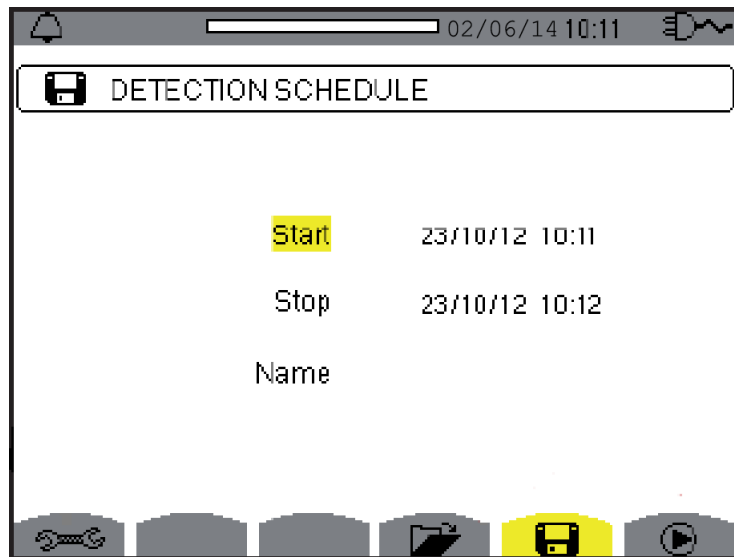 02/06/14 10:11
DETECTION SCHEDULE
Start 23/10/12 10:11
Stop 23/10/12 10:12
Name